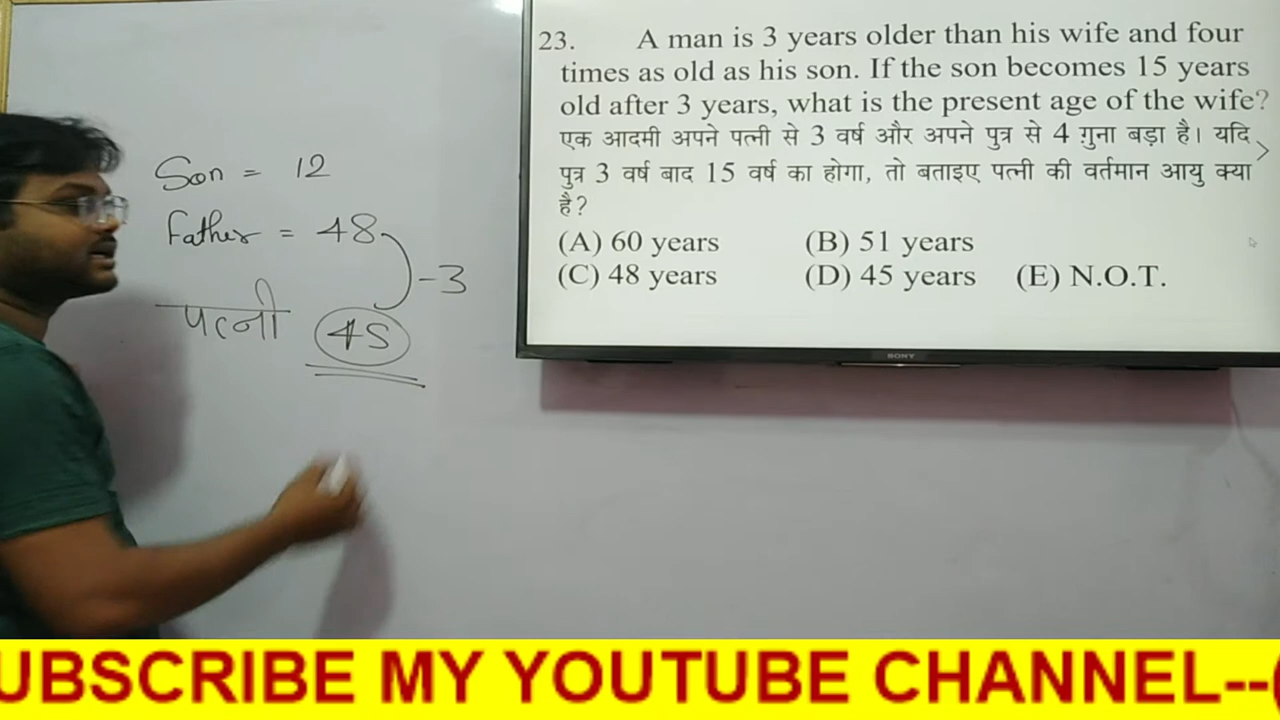 23. A man is 3 years older than his wife and four
times as old as his son. If the son becomes 15 years
old after 3 years, what is the present age of the wife?
एक आदमी अपने पत्नी से 3 वर्ष और अपने पुत्र से 4 गुना बड़ा है। यदि
पुत्र 3 वर्ष बाद 15 वर्ष का होगा, तो बताइए पत्नी की वर्तमान आयु क्या
है?
(A) 60 years (B) 51 years
(C) 48 years (D) 45 years (E) N.O.T.
SONY
Son = 12
Father = 48
-3
पत्नी 45
UBSCRIBE MY YOUTUBE CHANNEL--(